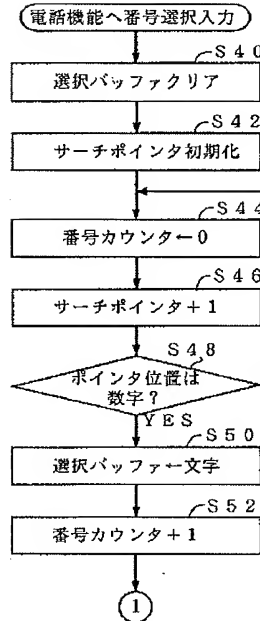 電話機能へ番号選択入力
S40
選択バッファクリア
S42
サーチポインタ初期化
S44
番号カウンタ←0
S46
サーチポインタ+1
S48
ポインタ位置は
数字?
YES
S50
選択バッファ←文字
S52
番号カウンタ+1
1